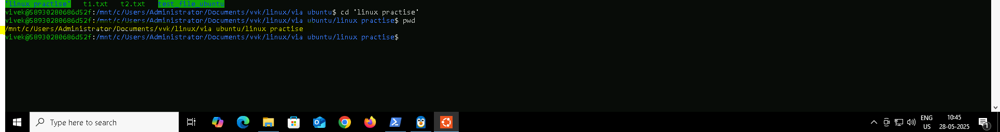 'linux practise'   t1.txt   t2.txt   test_file_ubuntu
vivek@58930280686d52f:/mnt/c/Users/Administrator/Documents/vvk/linux/via ubuntu$ cd 'linux practise'
vivek@58930280686d52f:/mnt/c/Users/Administrator/Documents/vvk/linux/via ubuntu/linux practise$ pwd
/mnt/c/Users/Administrator/Documents/vvk/linux/via ubuntu/linux practise
vivek@58930280686d52f:/mnt/c/Users/Administrator/Documents/vvk/linux/via ubuntu/linux practise$
Type here to search
ENG
US
10:45
28-05-2025
1